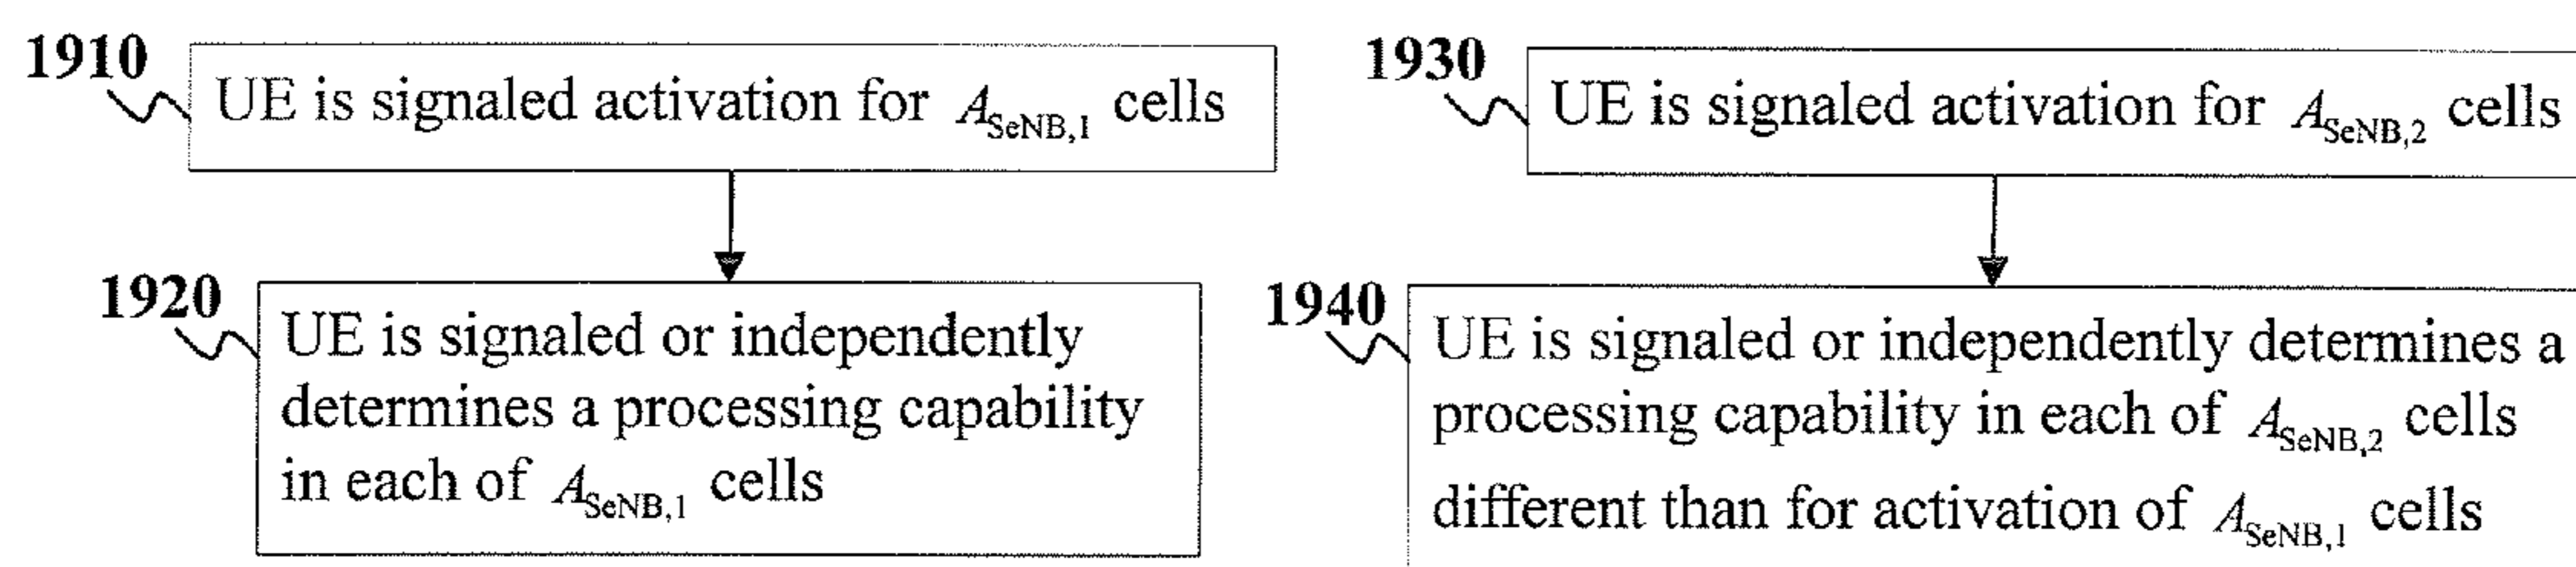 1910
UE is signaled activation for A_SeNB,1 cells
1920
UE is signaled or independently
determines a processing capability
in each of A_SeNB,1 cells
1930
UE is signaled activation for A_SeNB,2 cells
1940
UE is signaled or independently determines a
processing capability in each of A_SeNB,2 cells
different than for activation of A_SeNB,1 cells